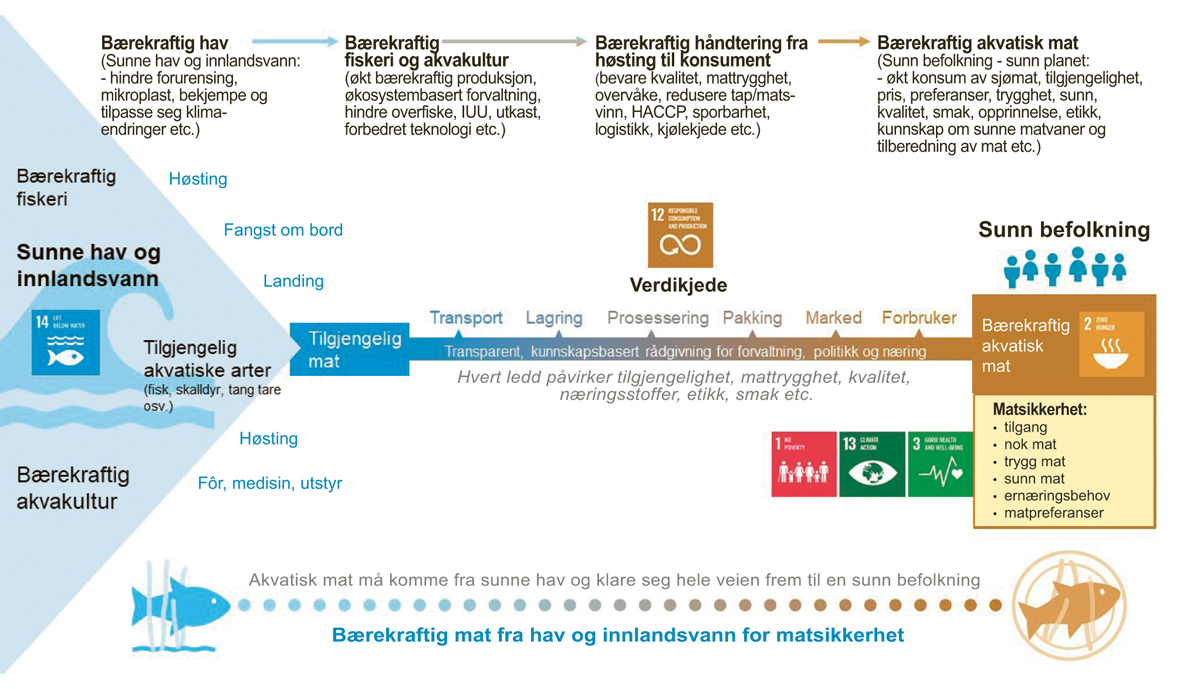 Bærekraftig hav
(Sunne hav og innlandsvann:
- hindre forurensing,
mikroplast, bekjempe og
tilpasse seg klima-
endringer etc.)
Bærekraftig
fiskeri og akvakultur
(økt bærekraftig produksjon,
økosystembasert forvaltning,
hindre overfiske, IUU, utkast,
forbedret teknologi etc.)
Bærekraftig håndtering fra
høsting til konsument
(bevare kvalitet, mattrygghet,
overvåke, redusere tap/mats-
vinn, HACCP, sporbarhet,
logistikk, kjølekjede etc.)
Bærekraftig akvatisk mat
(Sunn befolkning - sunn planet:
- økt konsum av sjømat, tilgjengelighet,
pris, preferanser, trygghet, sunn,
kvalitet, smak, opprinnelse, etikk,
kunnskap om sunne matvaner og
tilberedning av mat etc.)
Bærekraftig
fiskeri
Høsting
Fangst om bord
Landing
Sunne hav og
innlandsvann
14 LIFE
BELOW WATER
Tilgjengelig
akvatiske arter
(fisk, skalldyr, tang tare
osv.)
Høsting
Fôr, medisin, utstyr
Bærekraftig
akvakultur
Tilgjengelig
mat
12 RESPONSIBLE
CONSUMPTION
AND PRODUCTION
Verdikjede
Transport
Lagring
Prosessering
Pakking
Marked
Forbruker
Transparent, kunnskapsbasert rådgivning for forvaltning, politikk og næring
Hvert ledd påvirker tilgjengelighet, mattrygghet, kvalitet,
næringsstoffer, etikk, smak etc.
Sunn befolkning
Bærekraftig
akvatisk
mat
2 ZERO
HUNGER
1 NO
POVERTY
13 CLIMATE
ACTION
3 GOOD HEALTH
AND WELL-BEING
Matsikkerhet:
• tilgang
• nok mat
• trygg mat
• sunn mat
• ernæringsbehov
• matpreferanser
Akvatisk mat må komme fra sunne hav og klare seg hele veien frem til en sunn befolkning
Bærekraftig mat fra hav og innlandsvann for matsikkerhet